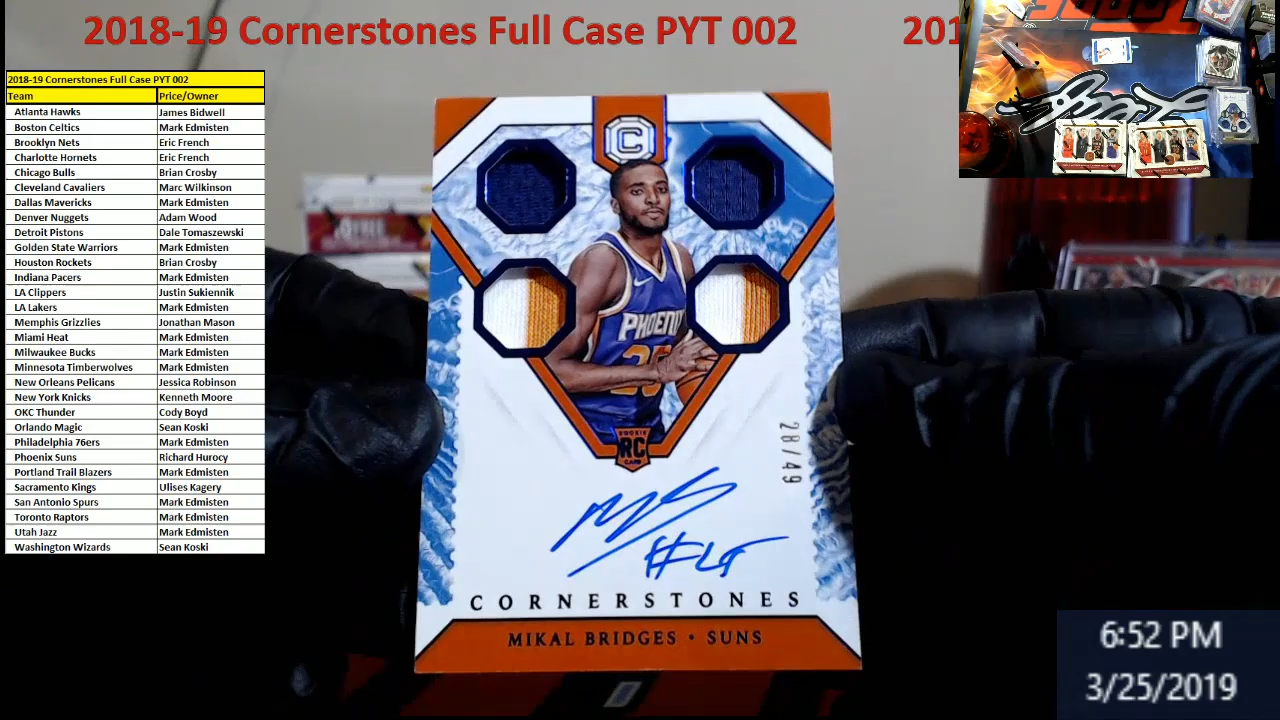 2018-19 Cornerstones Full Case PYT 002
201
2018-19 Cornerstones Full Case PYT 002
Team Price/Owner
Atlanta Hawks James Bidwell
Boston Celtics Mark Edmisten
Brooklyn Nets Eric French
Charlotte Hornets Eric French
Chicago Bulls Brian Crosby
Cleveland Cavaliers Marc Wilkinson
Dallas Mavericks Mark Edmisten
Denver Nuggets Adam Wood
Detroit Pistons Dale Tomaszewski
Golden State Warriors Mark Edmisten
Houston Rockets Brian Crosby
Indiana Pacers Mark Edmisten
LA Clippers Justin Sukiennik
LA Lakers Mark Edmisten
Memphis Grizzlies Jonathan Mason
Miami Heat Mark Edmisten
Milwaukee Bucks Mark Edmisten
Minnesota Timberwolves Mark Edmisten
New Orleans Pelicans Jessica Robinson
New York Knicks Kenneth Moore
OKC Thunder Cody Boyd
Orlando Magic Sean Koski
Philadelphia 76ers Mark Edmisten
Phoenix Suns Richard Hurocy
Portland Trail Blazers Mark Edmisten
Sacramento Kings Ulises Kagery
San Antonio Spurs Mark Edmisten
Toronto Raptors Mark Edmisten
Utah Jazz Mark Edmisten
Washington Wizards Sean Koski
C
PHOENI
25
ROOKIE
RC
CARD
28/49
CORNERSTONES
MIKAL BRIDGES • SUNS
6:52 PM
3/25/2019